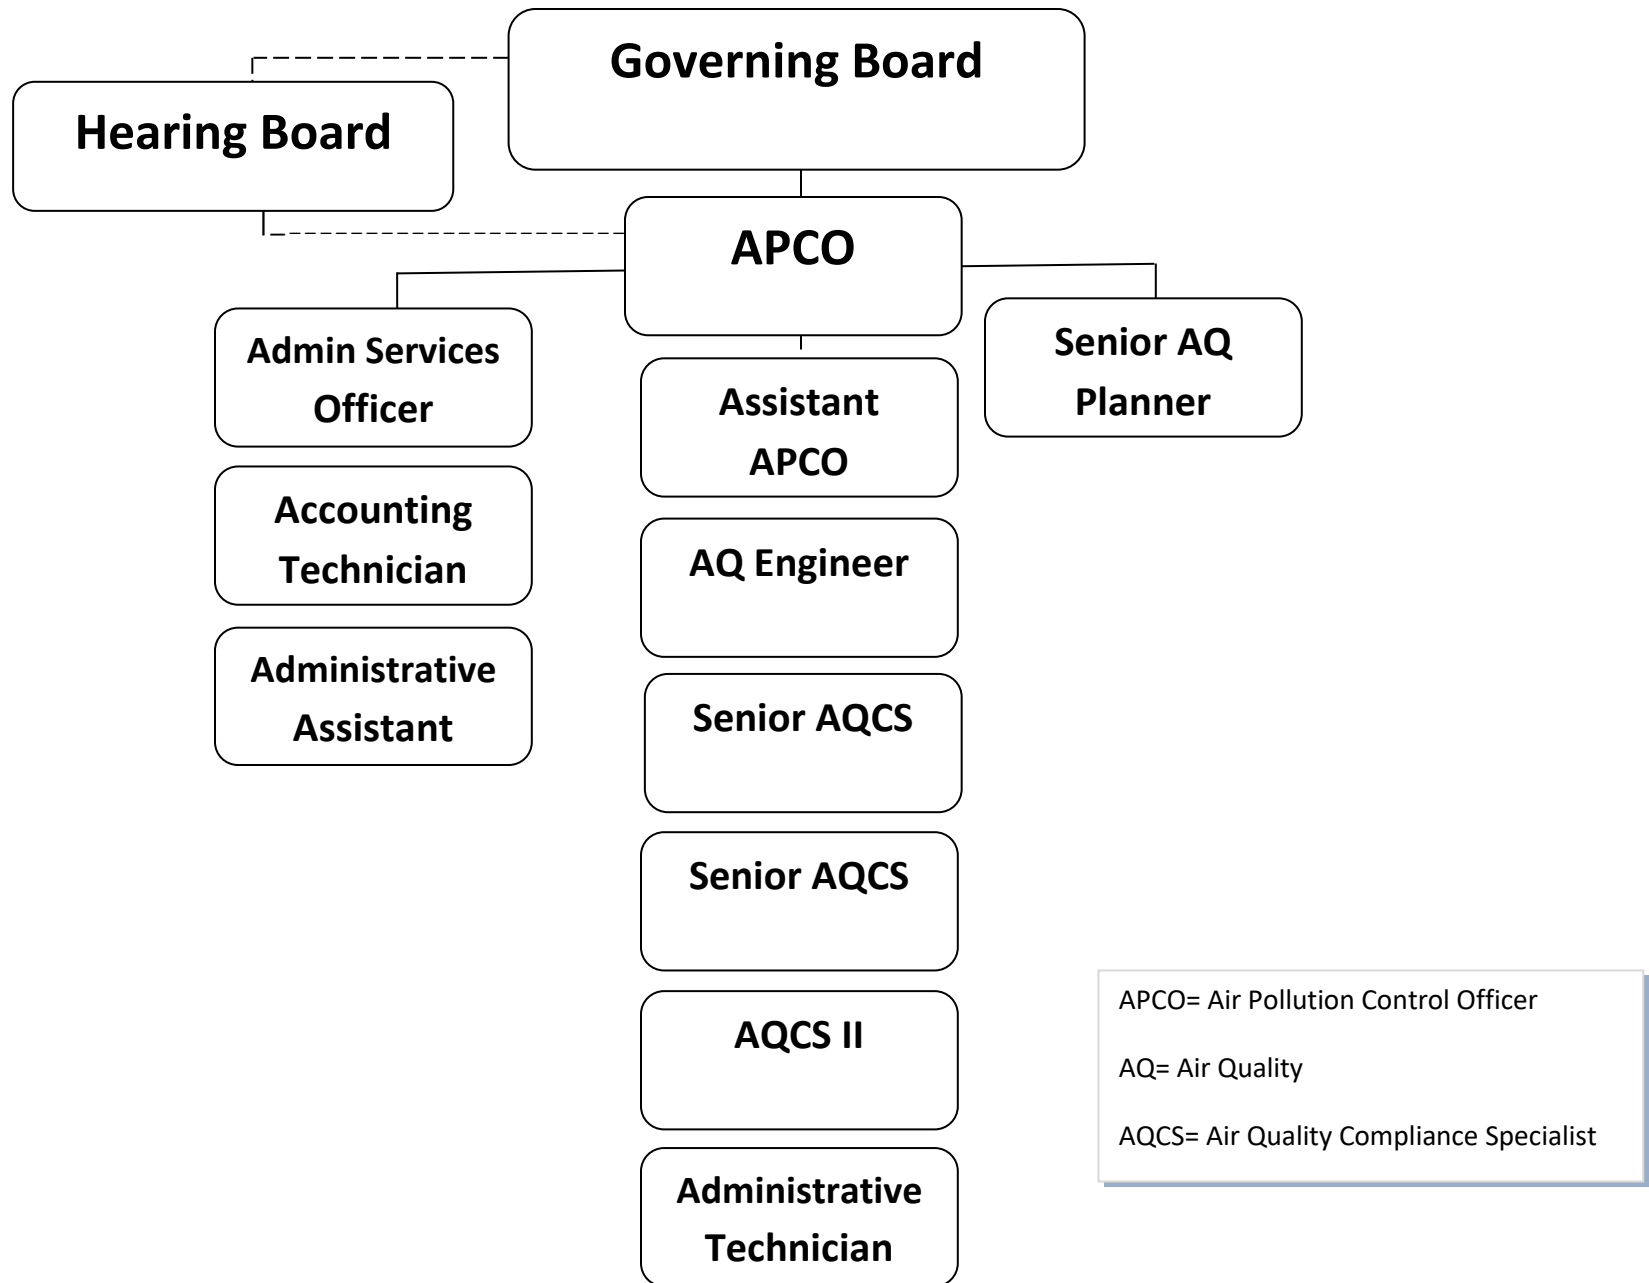 Governing Board
Hearing Board
APCO
Admin Services
Officer
Assistant
APCO
Senior AQ
Planner
Accounting
Technician
Administrative
Assistant
AQ Engineer
Senior AQCS
Senior AQCS
AQCS II
Administrative
Technician
APCO= Air Pollution Control Officer
AQ= Air Quality
AQCS= Air Quality Compliance Specialist